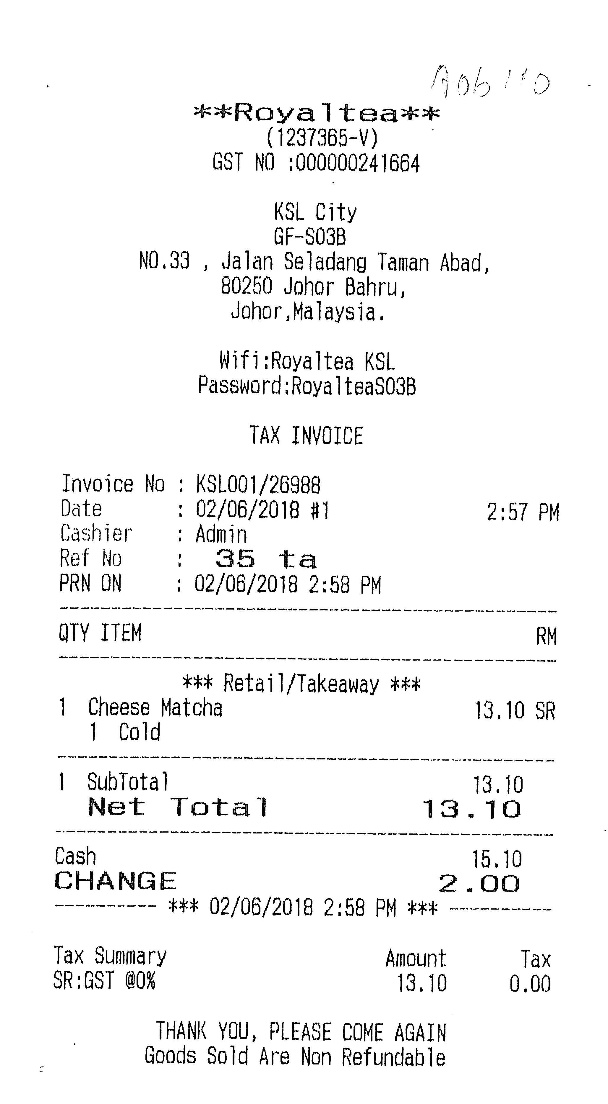 **Royaltea**
(1237365-V)
GST NO :000000241664
KSL City
GF-S03B
NO.33 , Jalan Seladang Taman Abad,
80250 Johor Bahru,
Johor,Malaysia.
Wifi:Royaltea KSL
Password:RoyalteaS03B
TAX INVOICE
Invoice No : KSL001/26988
Date : 02/06/2018 #1 2:57 PM
Cashier : Admin
Ref No : 35 ta
PRN ON : 02/06/2018 2:58 PM
QTY ITEM RM
*** Retail/Takeaway ***
1 Cheese Matcha 13.10 SR
1 Cold
1 SubTotal 13.10
Net Total 13.10
Cash 15.10
CHANGE 2.00
---------- *** 02/06/2018 2:58 PM *** ----------
Tax Summary Amount Tax
SR:GST @0% 13.10 0.00
THANK YOU, PLEASE COME AGAIN
Goods Sold Are Non Refundable